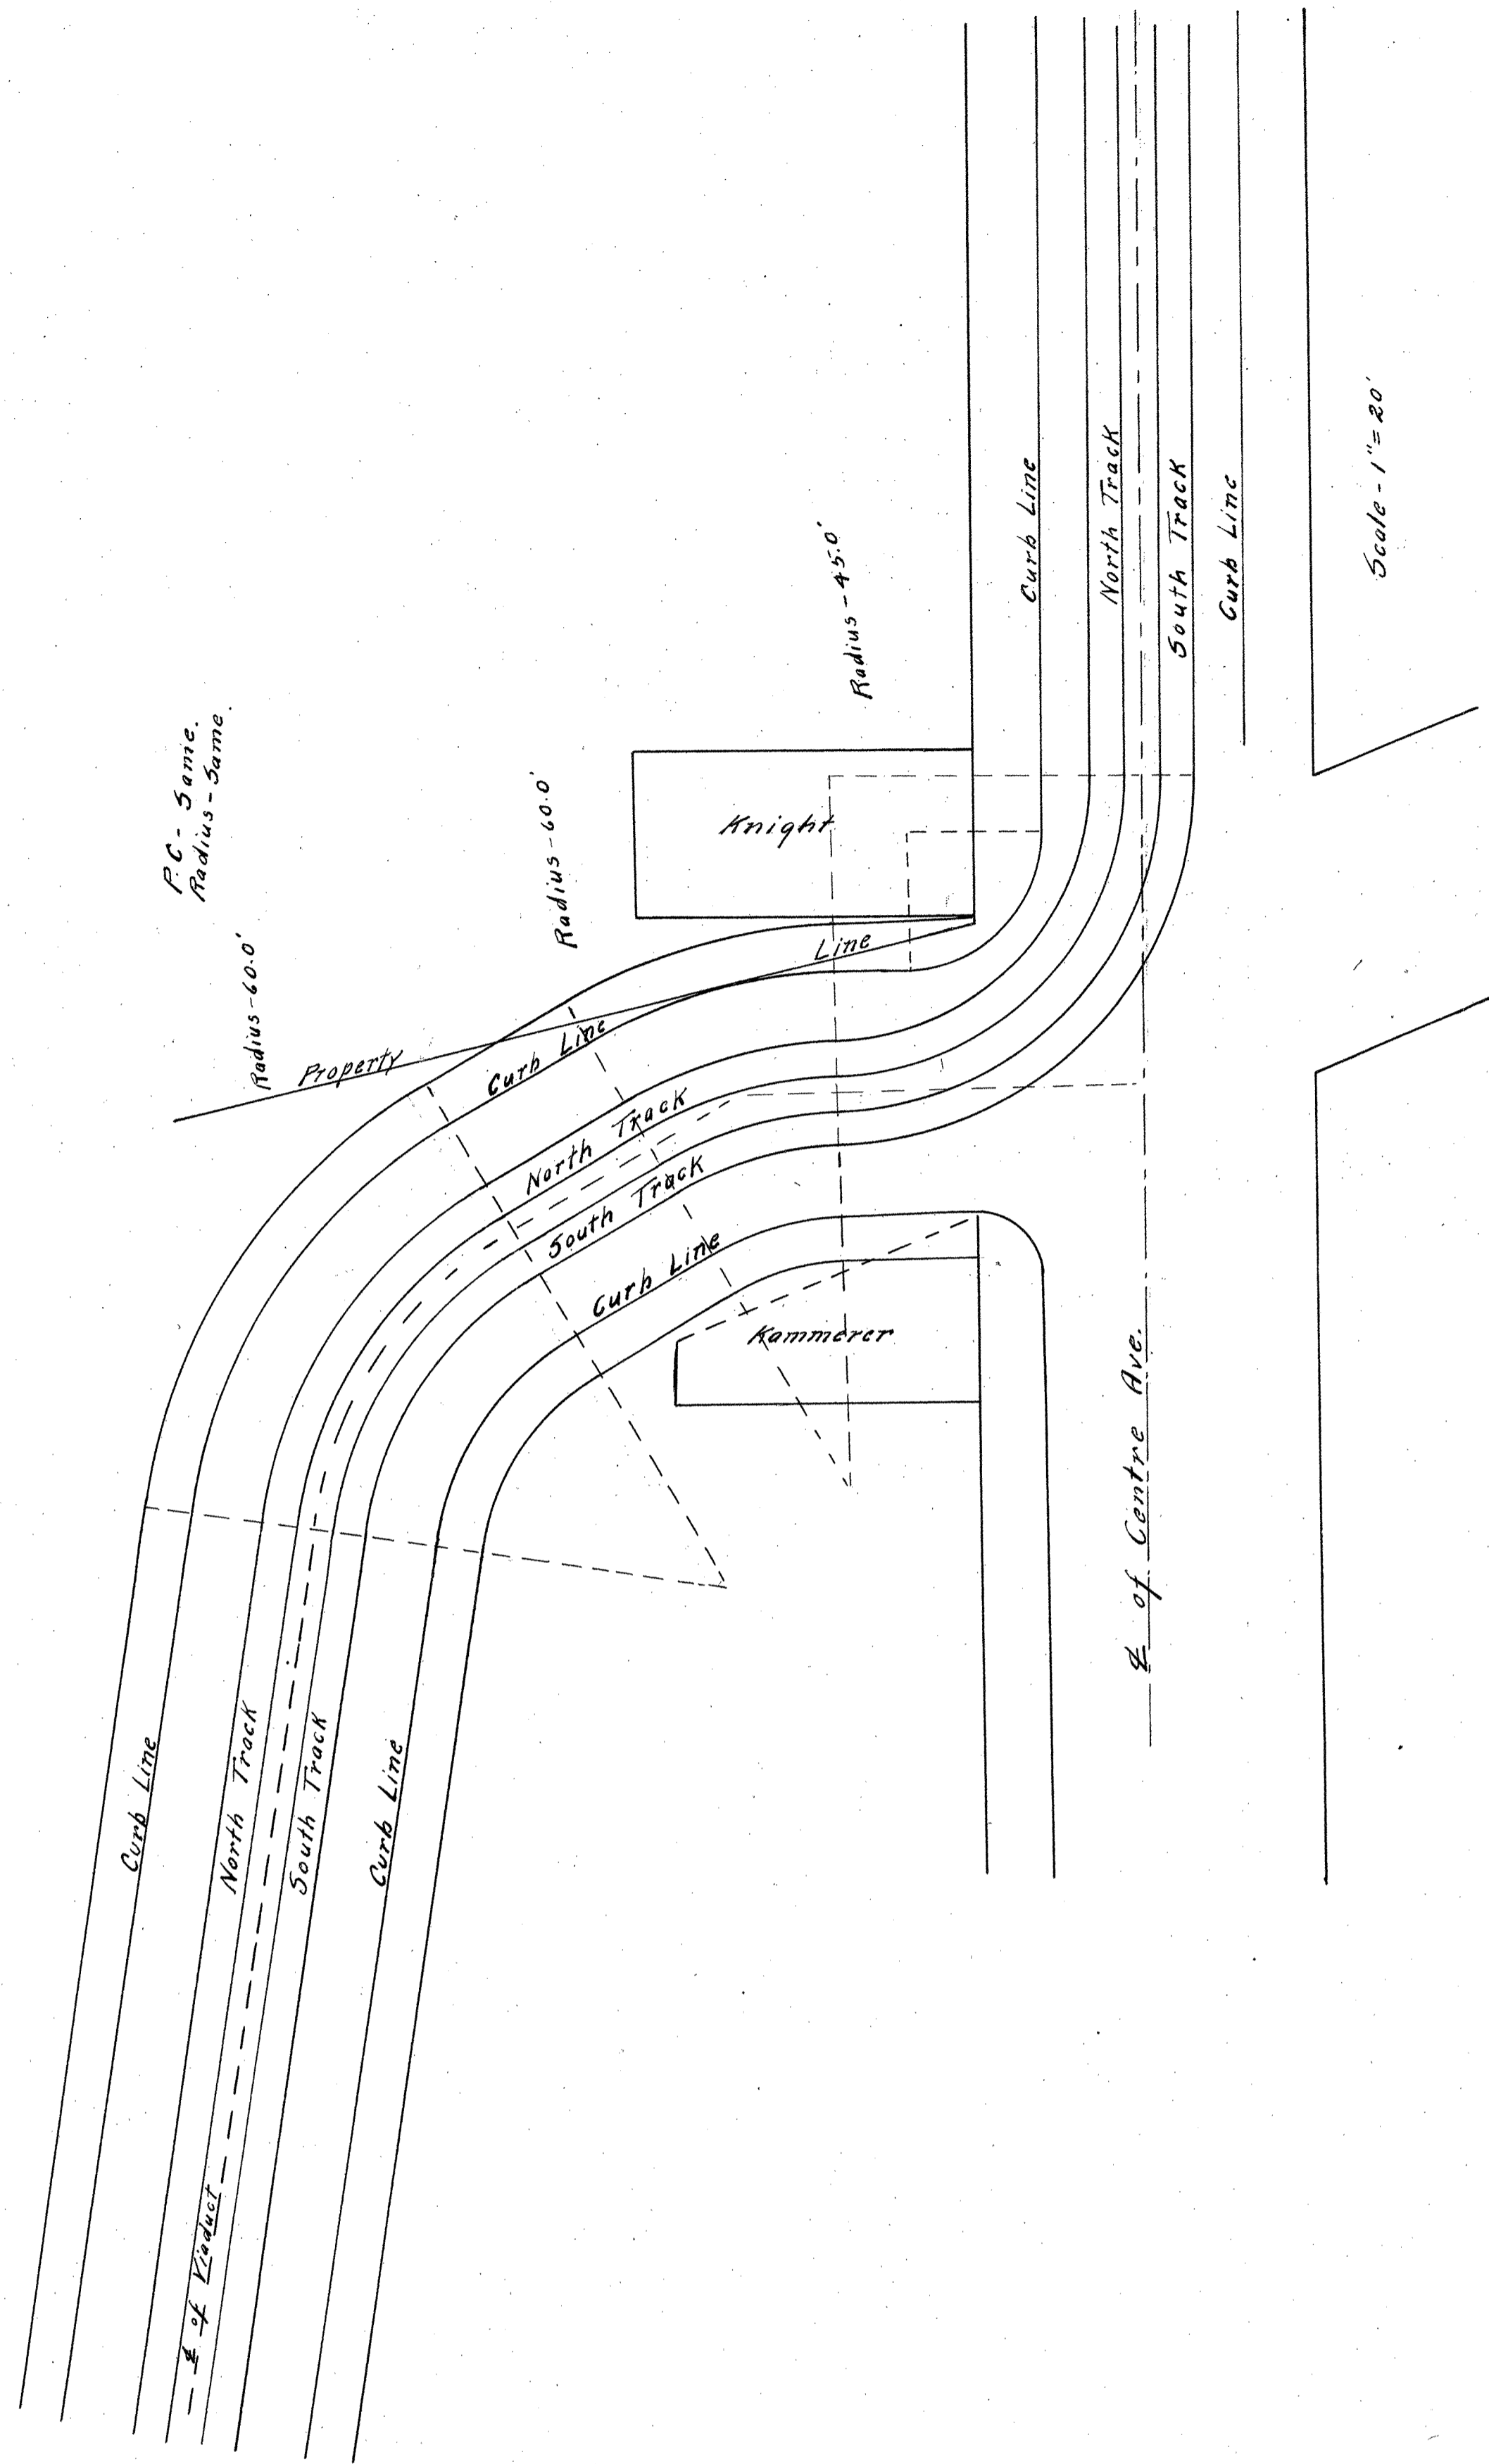 P.C - Same.
Radius - Same.
Radius - 60.0'
Radius - 60.0'
Radius - 45.0'
Property Line
Knight
Kammerer
Curb Line
North Track
South Track
Curb Line
Scale - 1" = 20'
Curb Line
North Track
South Track
Curb Line
Curb Line
North Track
South Track
Curb Line
℄ of Viaduct
℄ of Centre Ave.